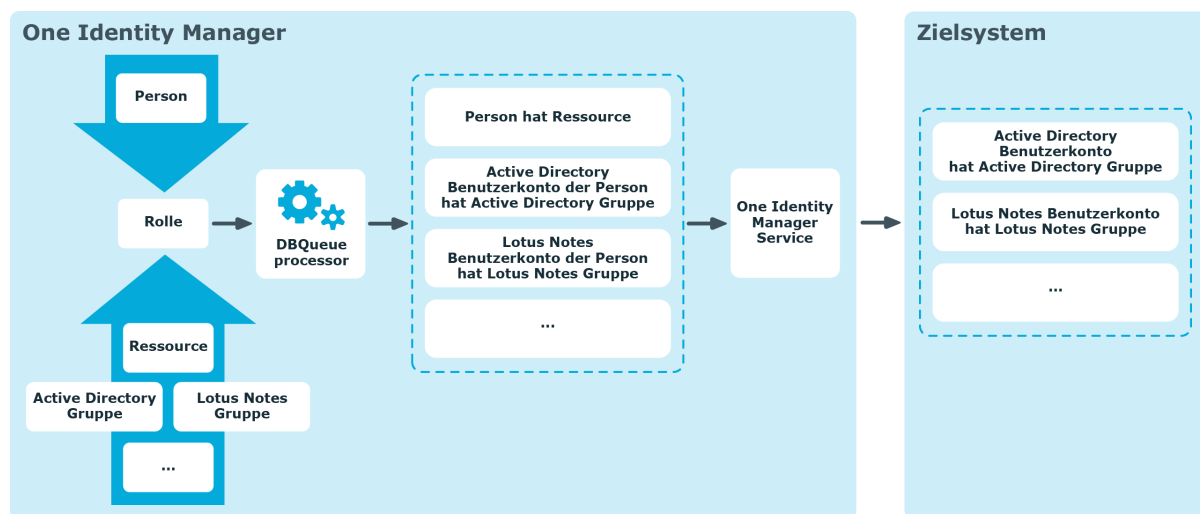 One Identity Manager
Person
Rolle
Ressource
Active Directory
Gruppe
Lotus Notes
Gruppe
...
DBQueue
processor
Person hat Ressource
Active Directory
Benutzerkonto der Person
hat Active Directory Gruppe
Lotus Notes
Benutzerkonto der Person
hat Lotus Notes Gruppe
...
One Identity
Manager
Service
Zielsystem
Active Directory
Benutzerkonto
hat Active Directory Gruppe
Lotus Notes Benutzerkonto
hat Lotus Notes Gruppe
...